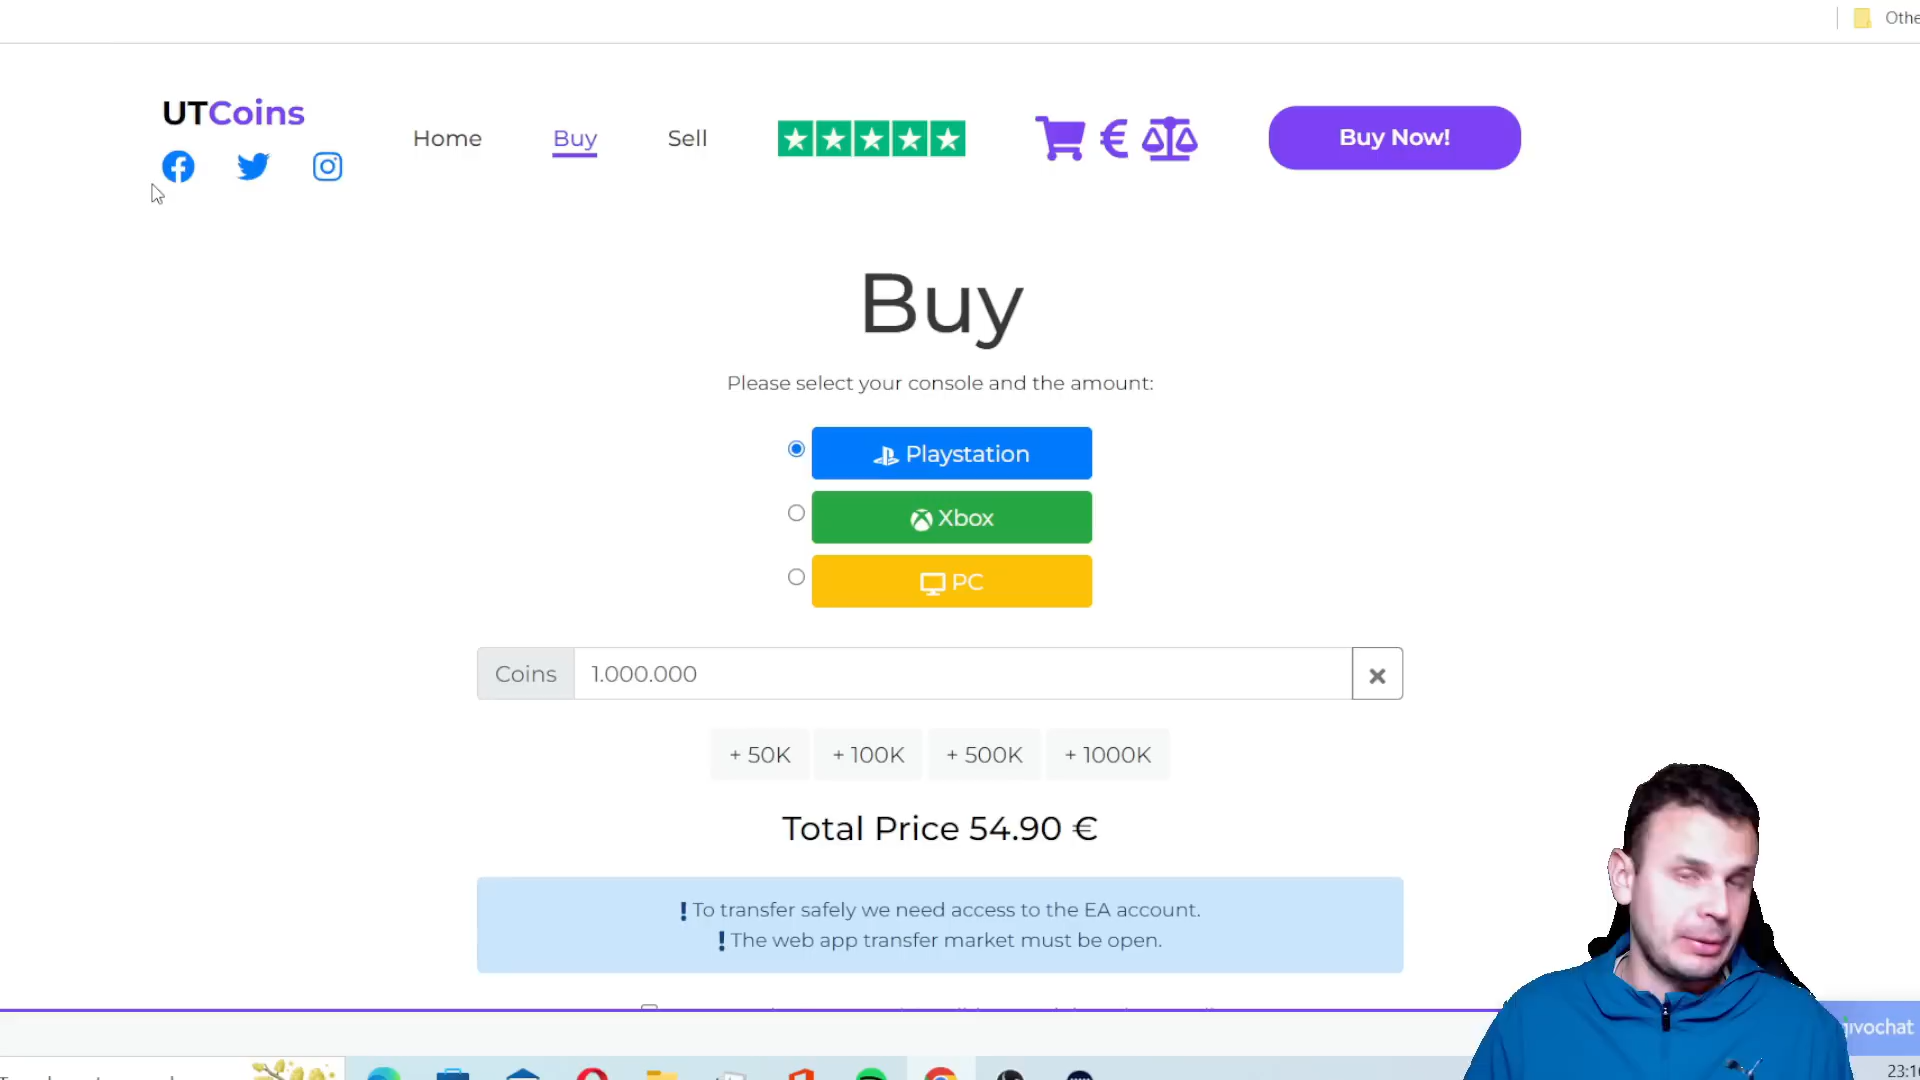 Othe
UTCoins
Home
Buy
Sell
Buy Now!
Buy
Please select your console and the amount:
Playstation
Xbox
PC
Coins
1.000.000
+ 50K
+ 100K
+ 500K
+ 1000K
Total Price 54.90 €
!To transfer safely we need access to the EA account.
!The web app transfer market must be open.
jivochat